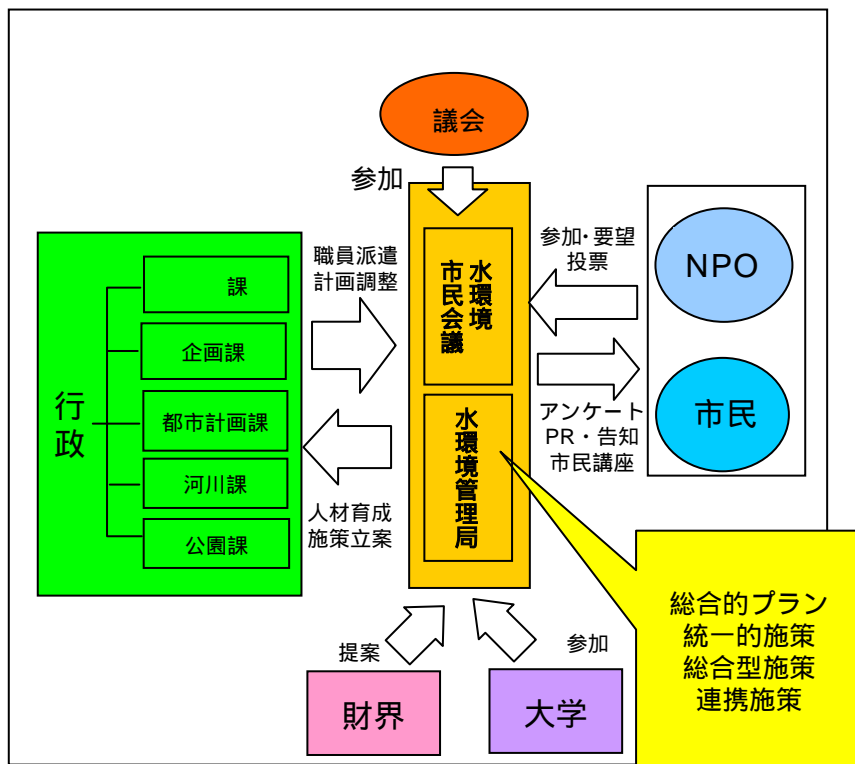 議会
参加
職員派遣
計画調整
参加・要望
投票
行政
課
企画課
都市計画課
河川課
公園課
水環境
市民会議
水環境管理局
NPO
市民
アンケート
PR・告知
市民講座
人材育成
施策立案
総合的プラン
統一的施策
総合型施策
連携施策
提案
参加
財界
大学